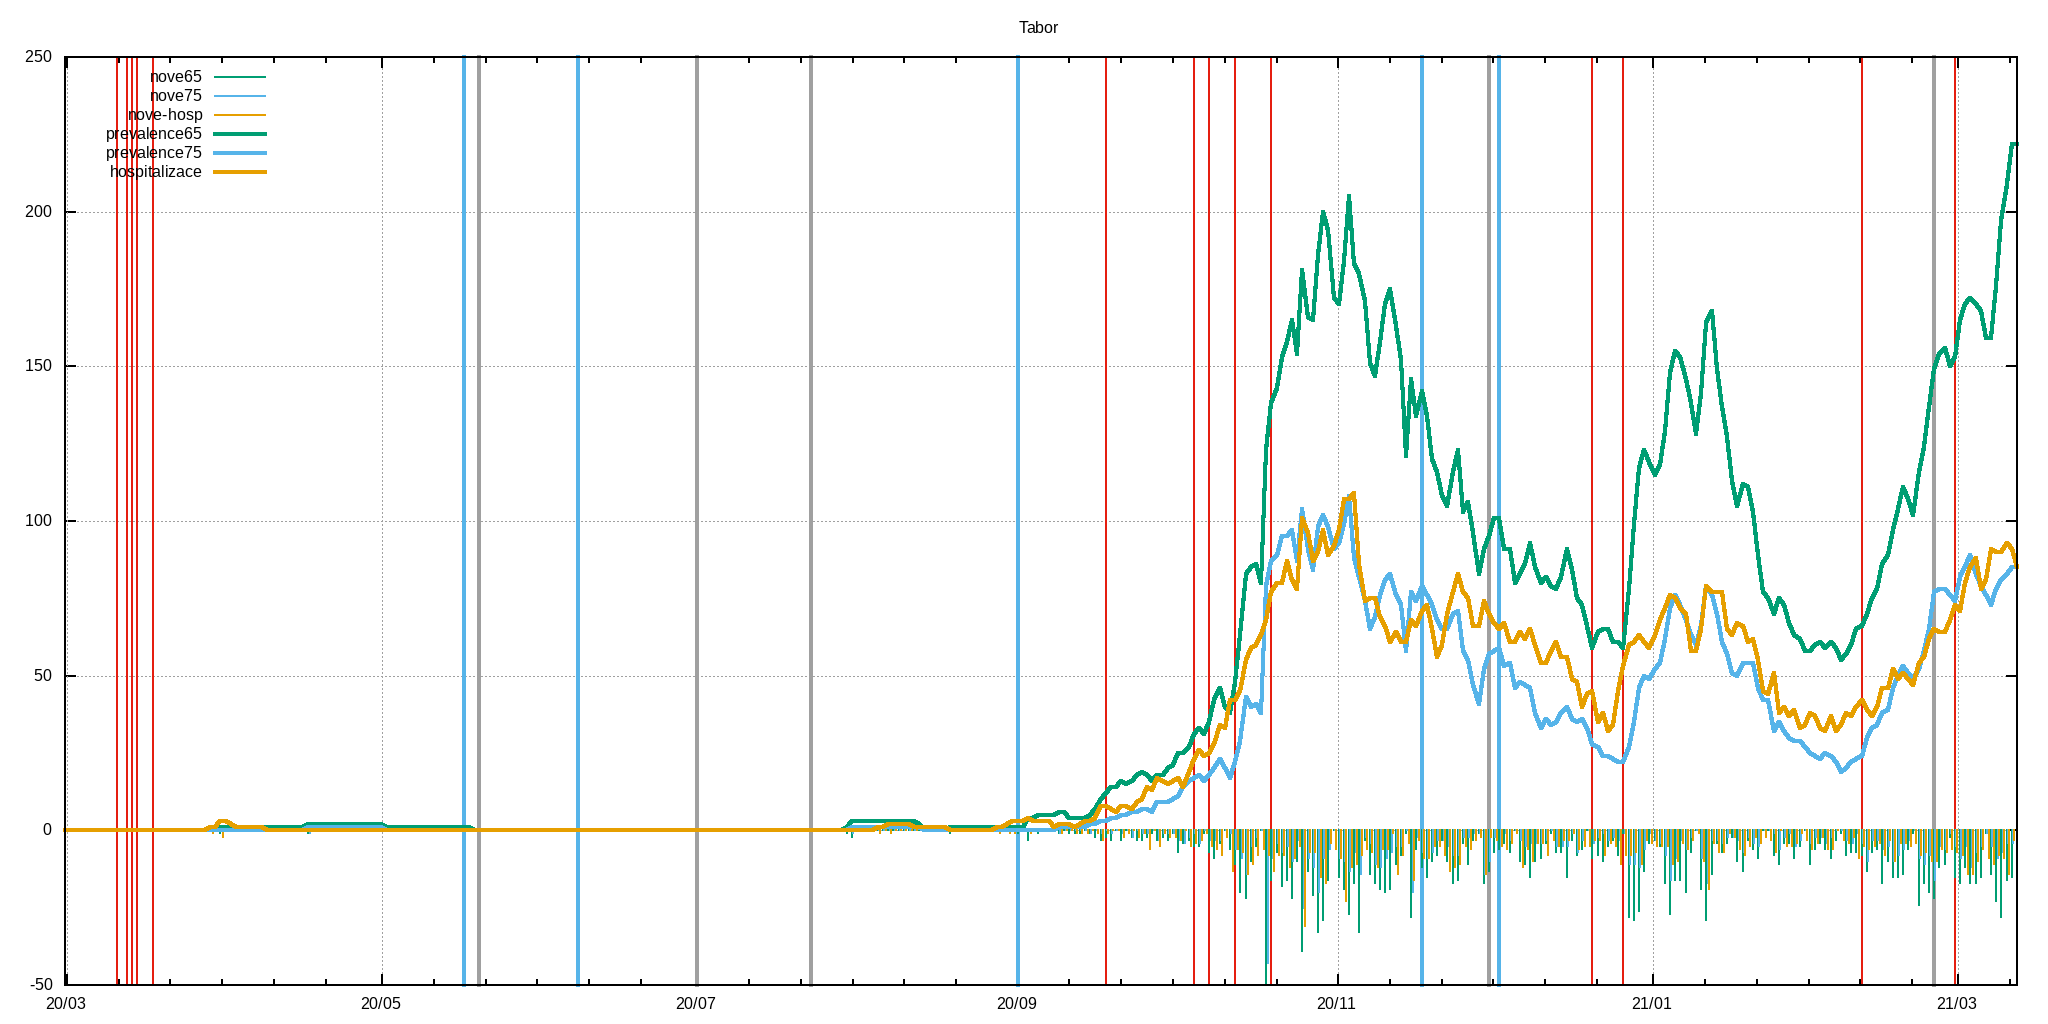 Tabor
250
200
150
100
50
0
-50
nove65
nove75
nove-hosp
prevalence65
prevalence75
hospitalizace
20/03 20/05 20/07 20/09 20/11 21/01 21/03